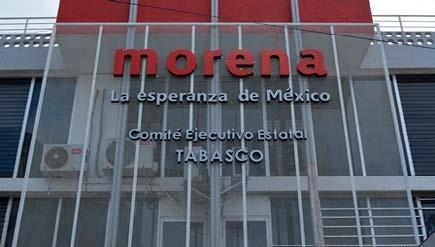 morena
La esperanza de México
Comité Ejecutivo Estatal
TABASCO